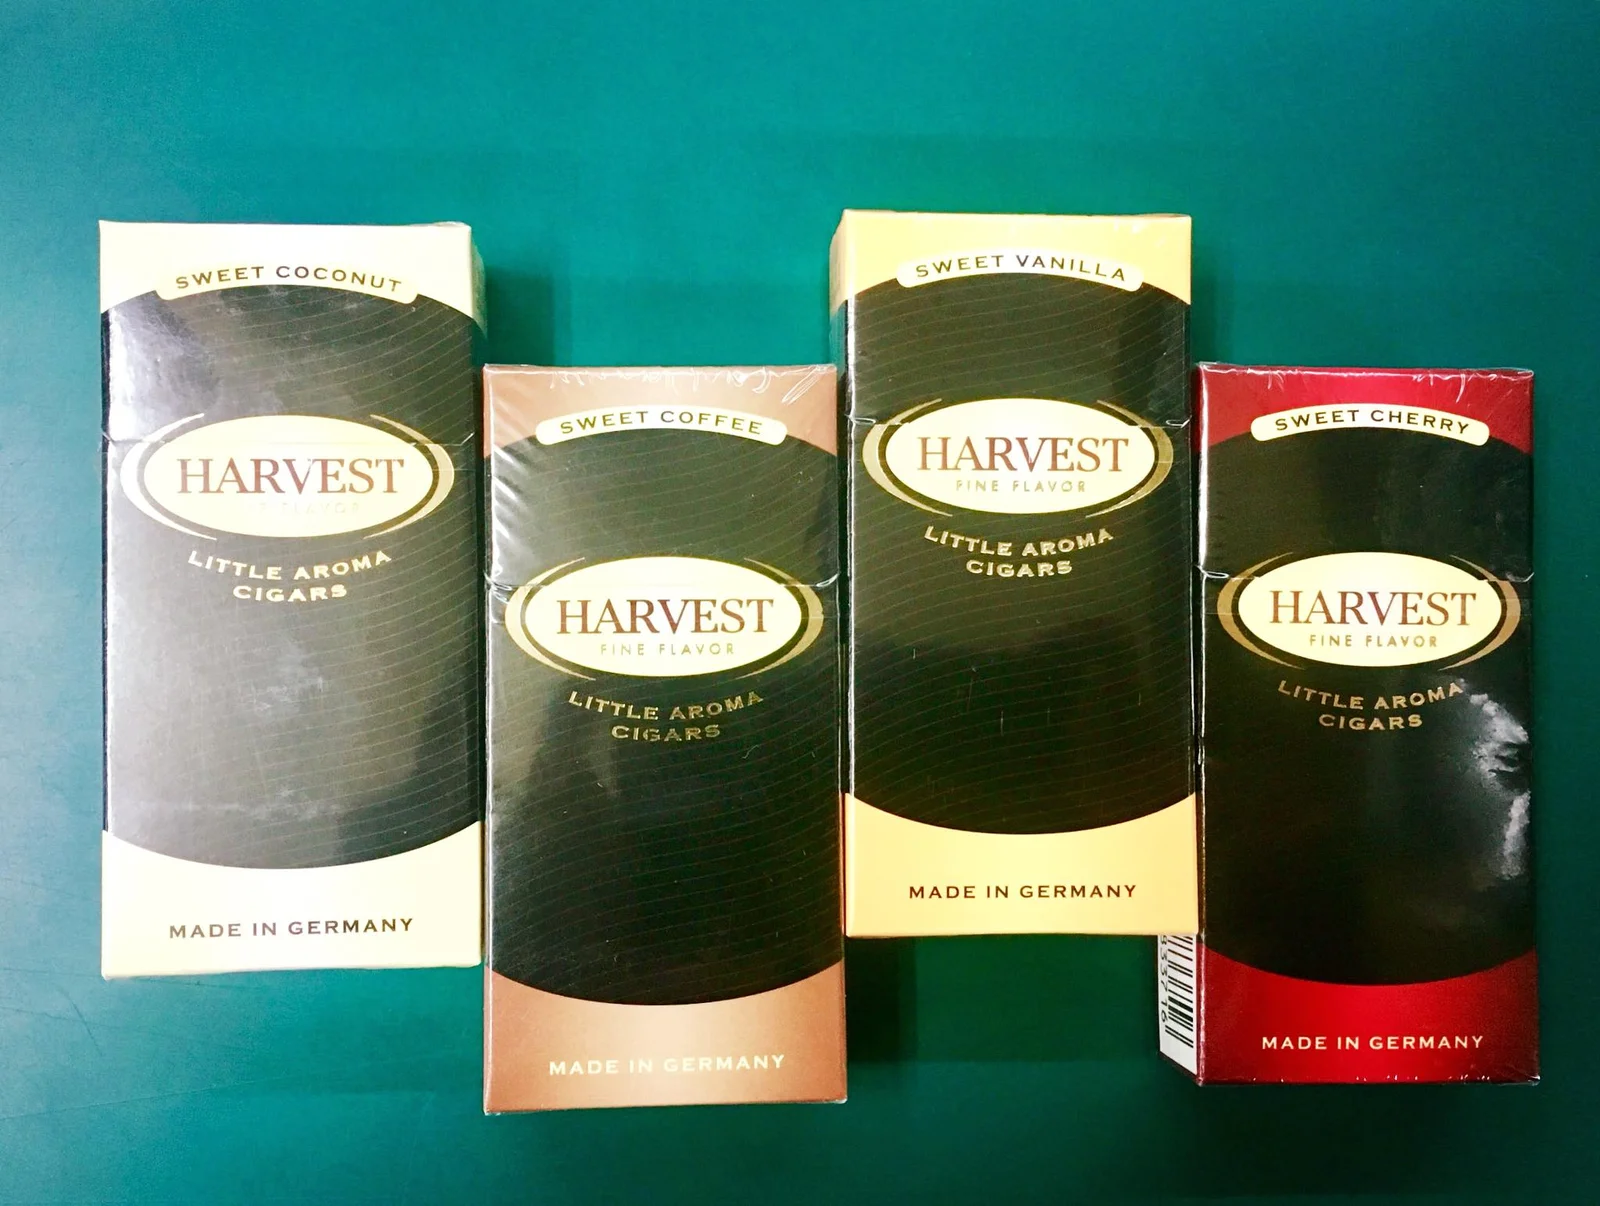 SWEET COCONUT
HARVEST
FLAVOR
LITTLE AROMA
CIGARS
MADE IN GERMANY
SWEET COFFEE
HARVEST
FINE FLAVOR
LITTLE AROMA
CIGARS
MADE IN GERMANY
SWEET VANILLA
HARVEST
FINE FLAVOR
LITTLE AROMA
CIGARS
MADE IN GERMANY
SWEET CHERRY
HARVEST
FINE FLAVOR
LITTLE AROMA
CIGARS
MADE IN GERMANY